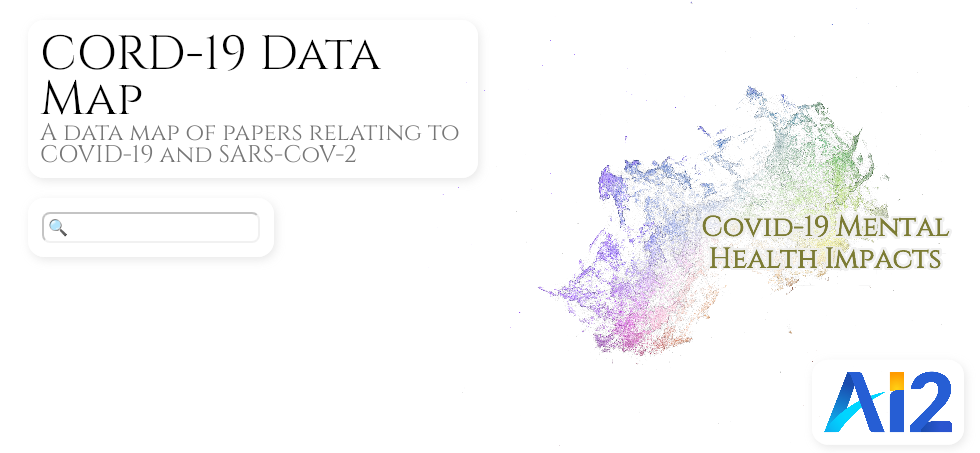 CORD-19 Data
Map
A data map of papers relating to
COVID-19 and SARS-CoV-2
Covid-19 Mental
Health Impacts
Ai2